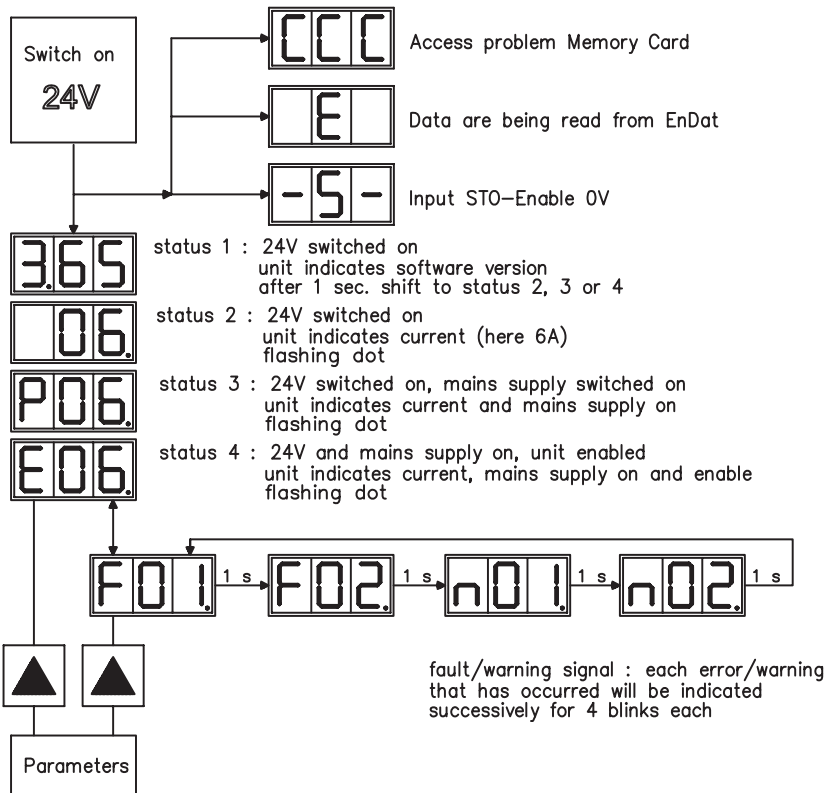 Switch on
24V
CCC
Access problem Memory Card
E
Data are being read from EnDat
-S-
Input STO-Enable 0V
3.65
status 1 : 24V switched on
unit indicates software version
after 1 sec. shift to status 2, 3 or 4
06.
status 2 : 24V switched on
unit indicates current (here 6A)
flashing dot
P06.
status 3 : 24V switched on, mains supply switched on
unit indicates current and mains supply on
flashing dot
E06.
status 4 : 24V and mains supply on, unit enabled
unit indicates current, mains supply on and enable
flashing dot
F01. 1 s F02. 1 s n01. 1 s n02. 1 s
fault/warning signal : each error/warning
that has occurred will be indicated
successively for 4 blinks each
Parameters